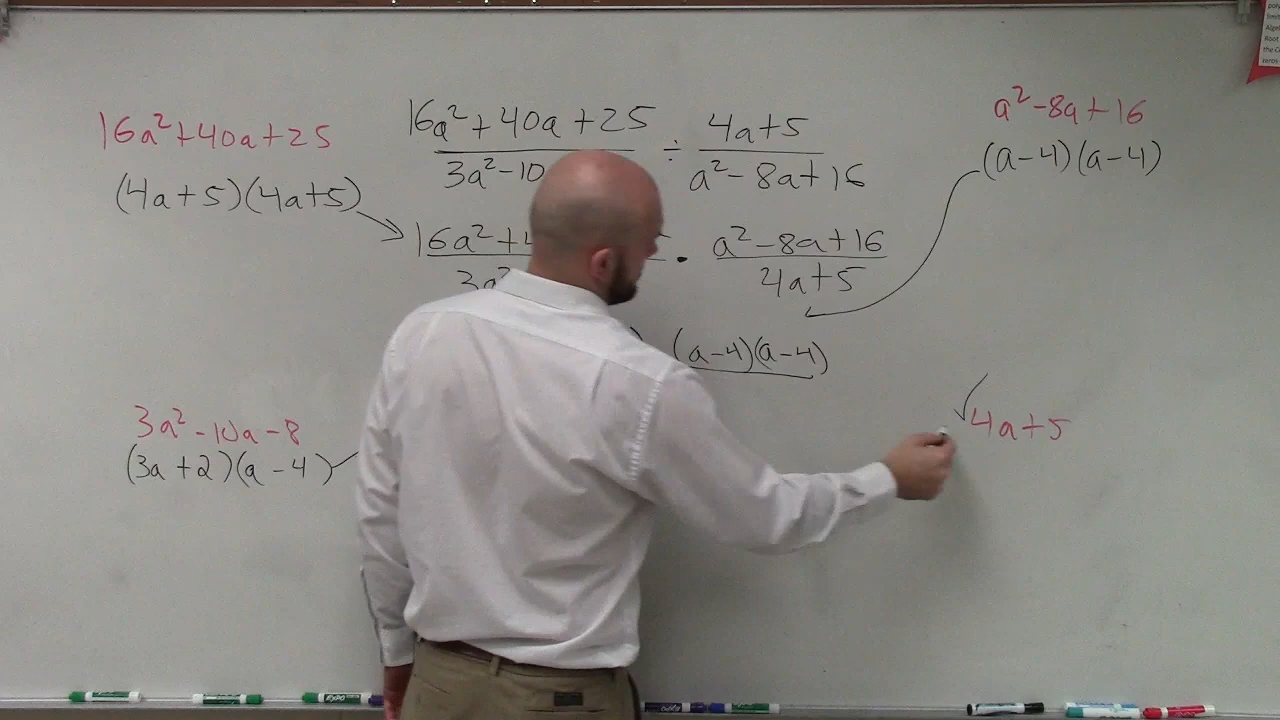 16a²+40a+25
(4a+5)(4a+5)
16a²+40a+25 ÷ 4a+5
3a²-10 a²-8a+16
16a²+4 · a²-8a+16
3a² 4a+5
) (a-4)(a-4)
a²-8a+16
(a-4)(a-4)
3a²-10a-8
(3a+2)(a-4)
√4a+5
EXPO